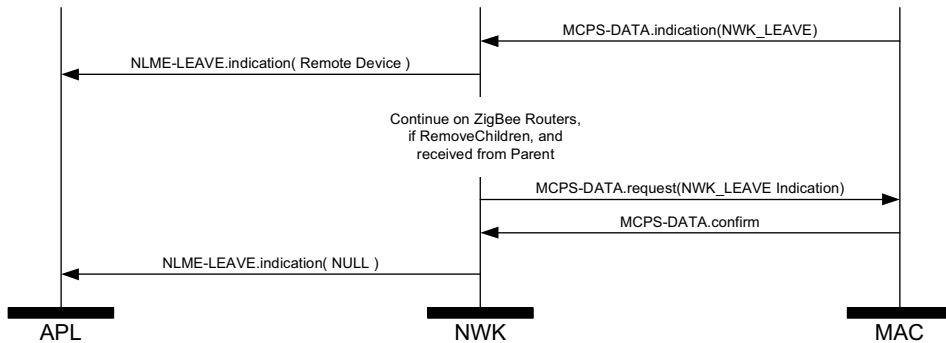 MCPS-DATA.indication(NWK_LEAVE)
NLME-LEAVE.indication( Remote Device )
Continue on ZigBee Routers,
if RemoveChildren, and
received from Parent
MCPS-DATA.request(NWK_LEAVE Indication)
MCPS-DATA.confirm
NLME-LEAVE.indication( NULL )
APL
NWK
MAC